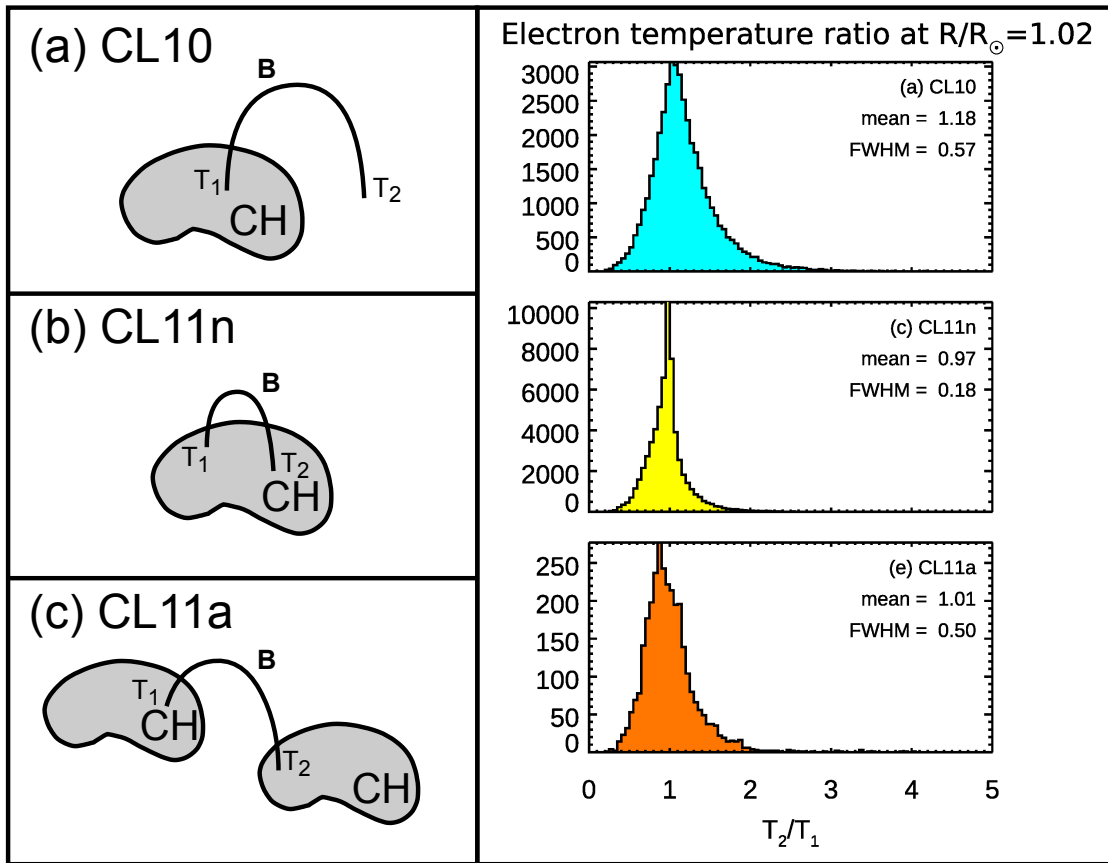 (a) CL10
B
T1
T2
CH
(b) CL11n
B
T1
T2
CH
(c) CL11a
B
T1
CH
T2
CH
Electron temperature ratio at R/R☉=1.02
3000
2500
2000
1500
1000
500
0
(a) CL10
mean = 1.18
FWHM = 0.57
10000
8000
6000
4000
2000
0
(c) CL11n
mean = 0.97
FWHM = 0.18
250
200
150
100
50
0
(e) CL11a
mean = 1.01
FWHM = 0.50
0 1 2 3 4 5
T2/T1